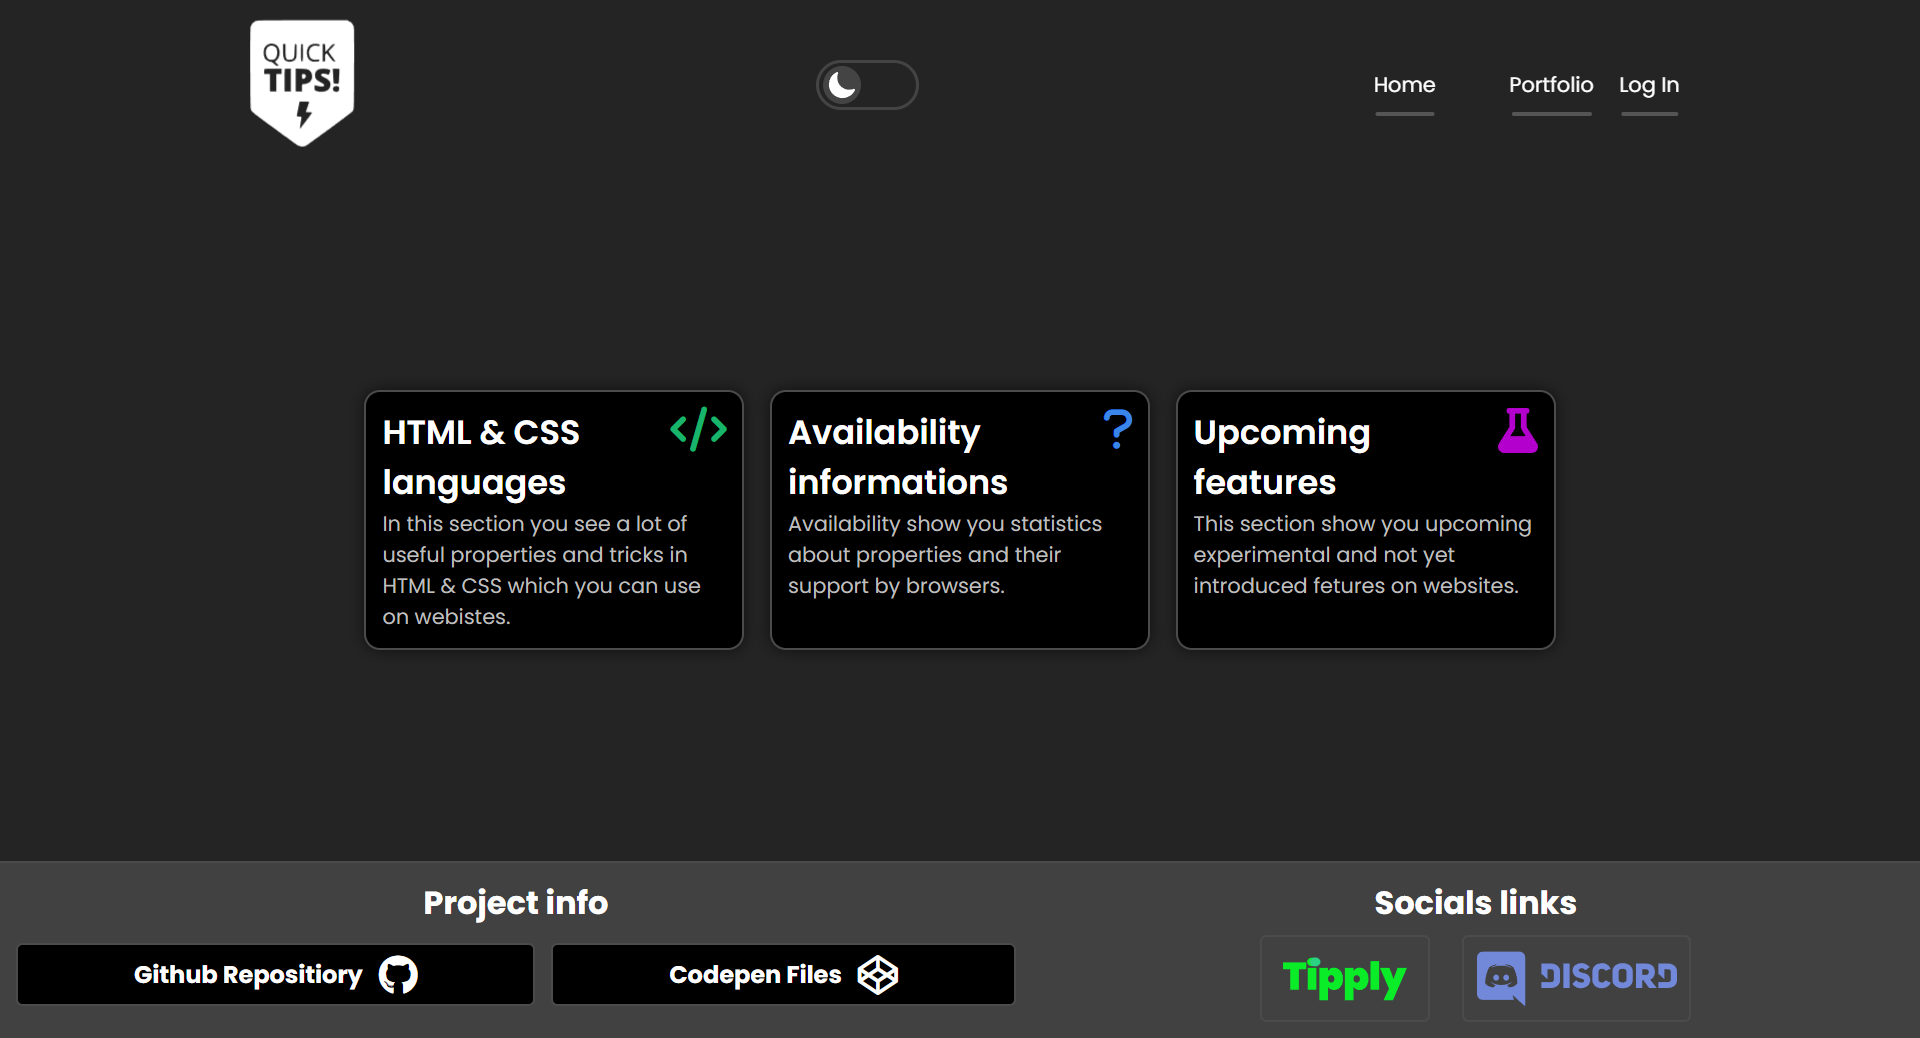 QUICK
TIPS!
Home
Portfolio
Log In
HTML & CSS
languages
In this section you see a lot of
useful properties and tricks in
HTML & CSS which you can use
on webistes.
Availability
informations
Availability show you statistics
about properties and their
support by browsers.
Upcoming
features
This section show you upcoming
experimental and not yet
introduced fetures on websites.
Project info
Github Repositiory
Codepen Files
Socials links
Tipply
DISCORD